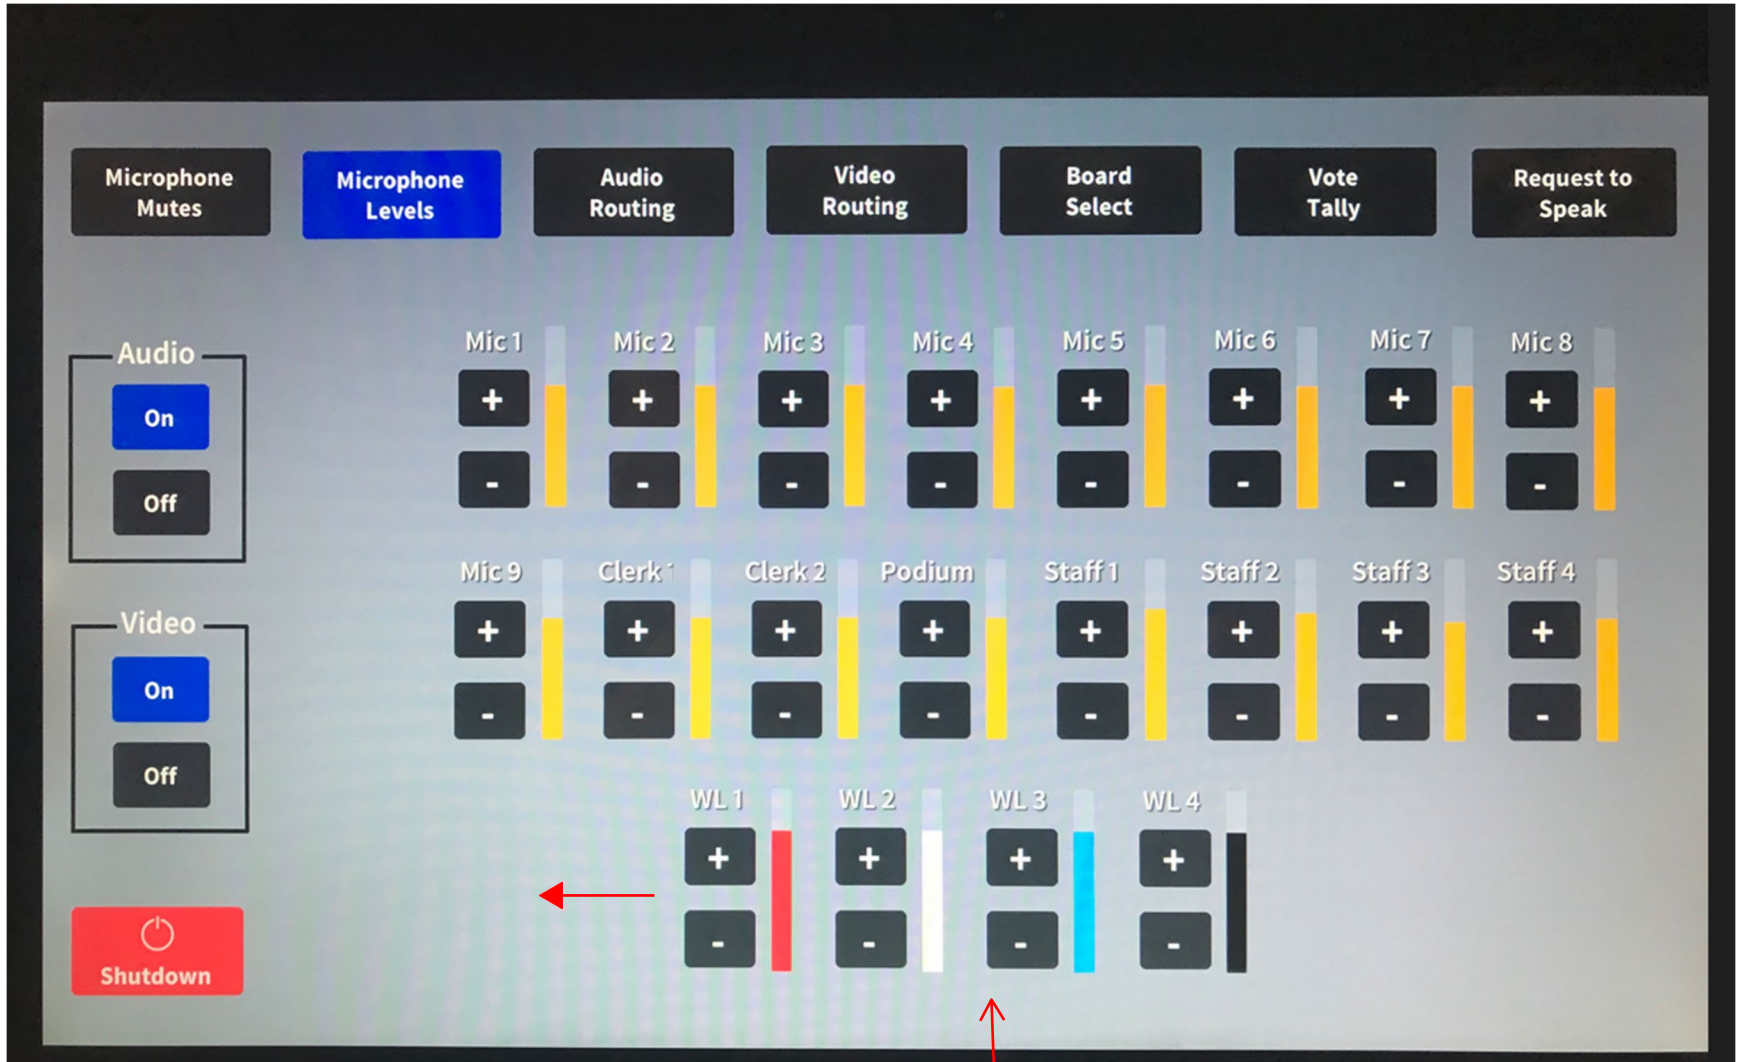 Microphone
Mutes
Microphone
Levels
Audio
Routing
Video
Routing
Board
Select
Vote
Tally
Request to
Speak
Audio
On
Off
Video
On
Off
Shutdown
Mic 1
Mic 2
Mic 3
Mic 4
Mic 5
Mic 6
Mic 7
Mic 8
+
+
+
+
+
+
+
+
-
-
-
-
-
-
-
-
Mic 9
Clerk 1
Clerk 2
Podium
Staff 1
Staff 2
Staff 3
Staff 4
+
+
+
+
+
+
+
+
-
-
-
-
-
-
-
-
WL 1
WL 2
WL 3
WL 4
+
+
+
+
-
-
-
-